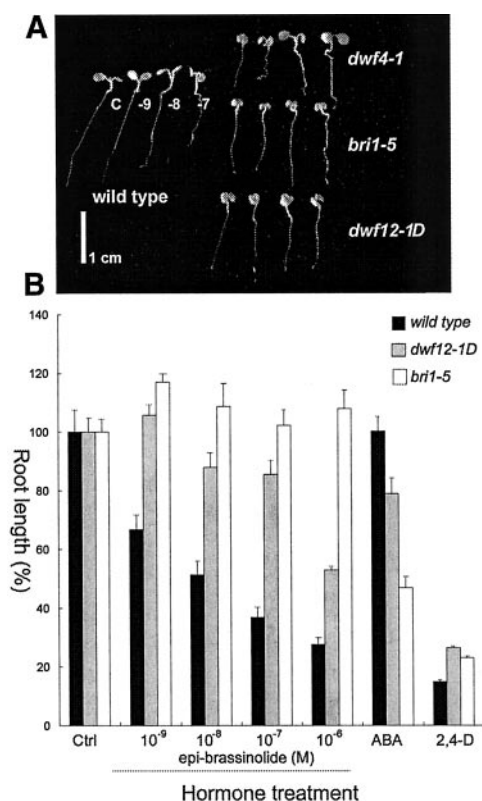 A
C -9 -8 -7
dwf4-1
bri1-5
wild type
dwf12-1D
1 cm
B
140
120
100
80
60
40
20
0
Root length (%)
wild type
dwf12-1D
bri1-5
Ctrl 10-9 10-8 10-7 10-6 ABA 2,4-D
epi-brassinolide (M)
Hormone treatment